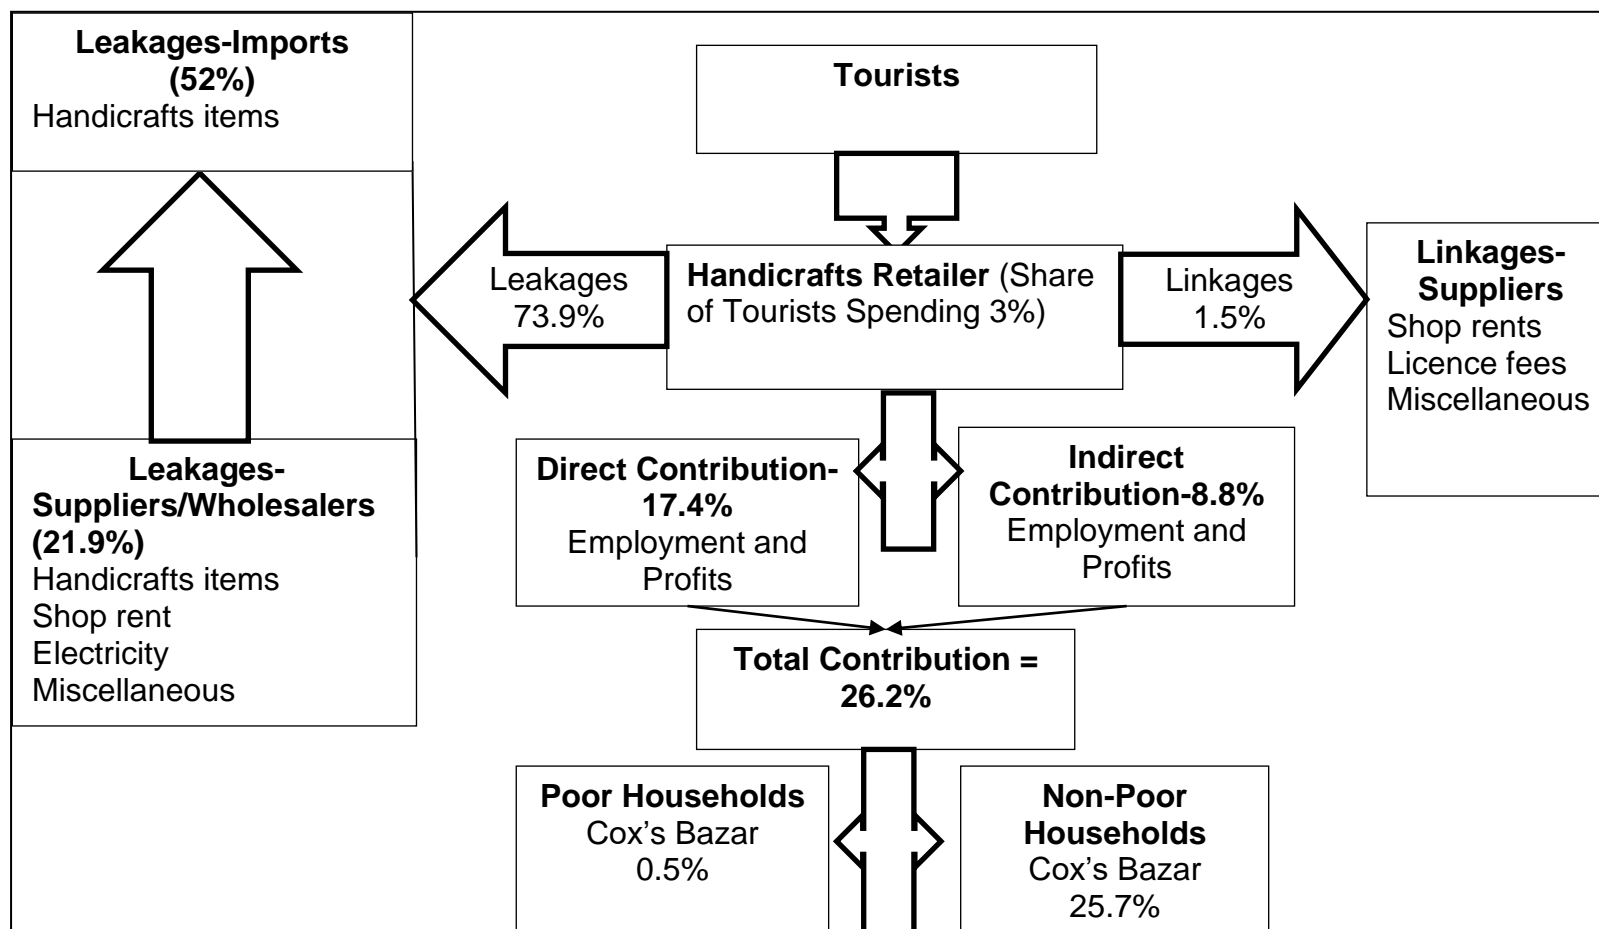 Leakages-Imports
(52%)
Handicrafts items
Tourists
Leakages
73.9%
Handicrafts Retailer (Share
of Tourists Spending 3%)
Linkages
1.5%
Linkages-
Suppliers
Shop rents
Licence fees
Miscellaneous
Leakages-
Suppliers/Wholesalers
(21.9%)
Handicrafts items
Shop rent
Electricity
Miscellaneous
Direct Contribution-
17.4%
Employment and
Profits
Indirect
Contribution-8.8%
Employment and
Profits
Total Contribution =
26.2%
Poor Households
Cox’s Bazar
0.5%
Non-Poor
Households
Cox’s Bazar
25.7%